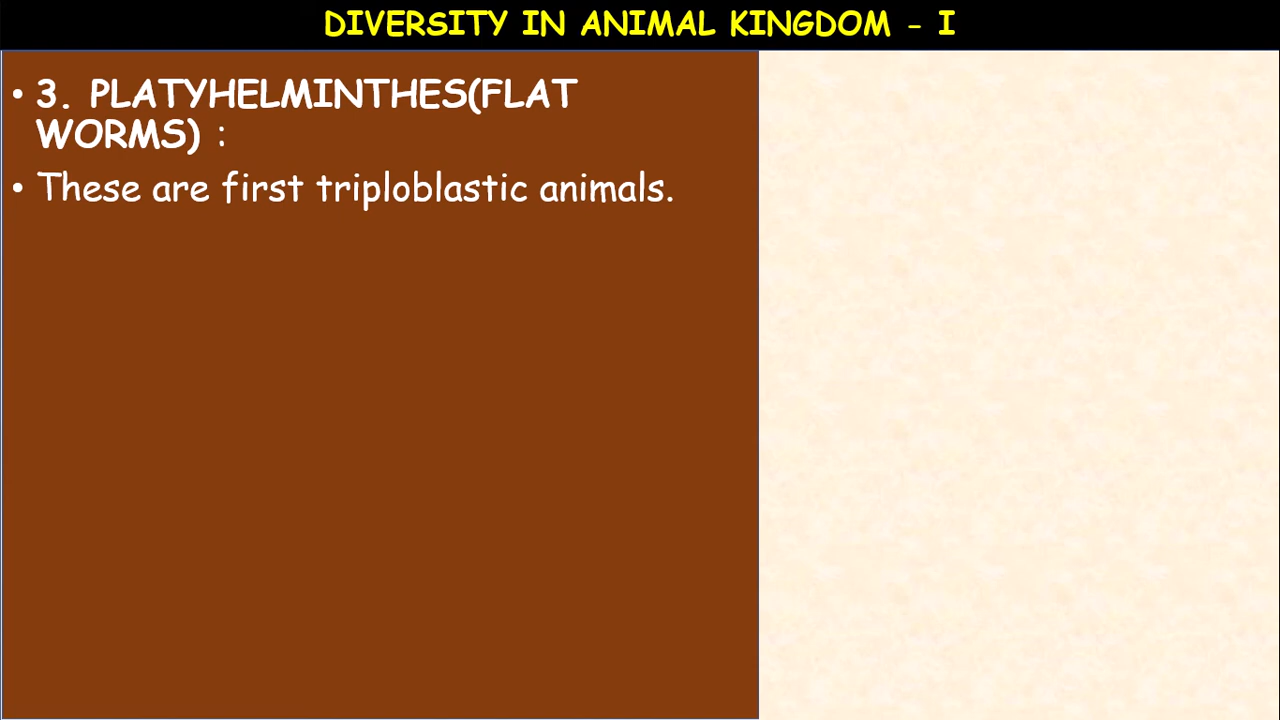 DIVERSITY IN ANIMAL KINGDOM - I
• 3. PLATYHELMINTHES(FLAT
WORMS) :
• These are first triploblastic animals.